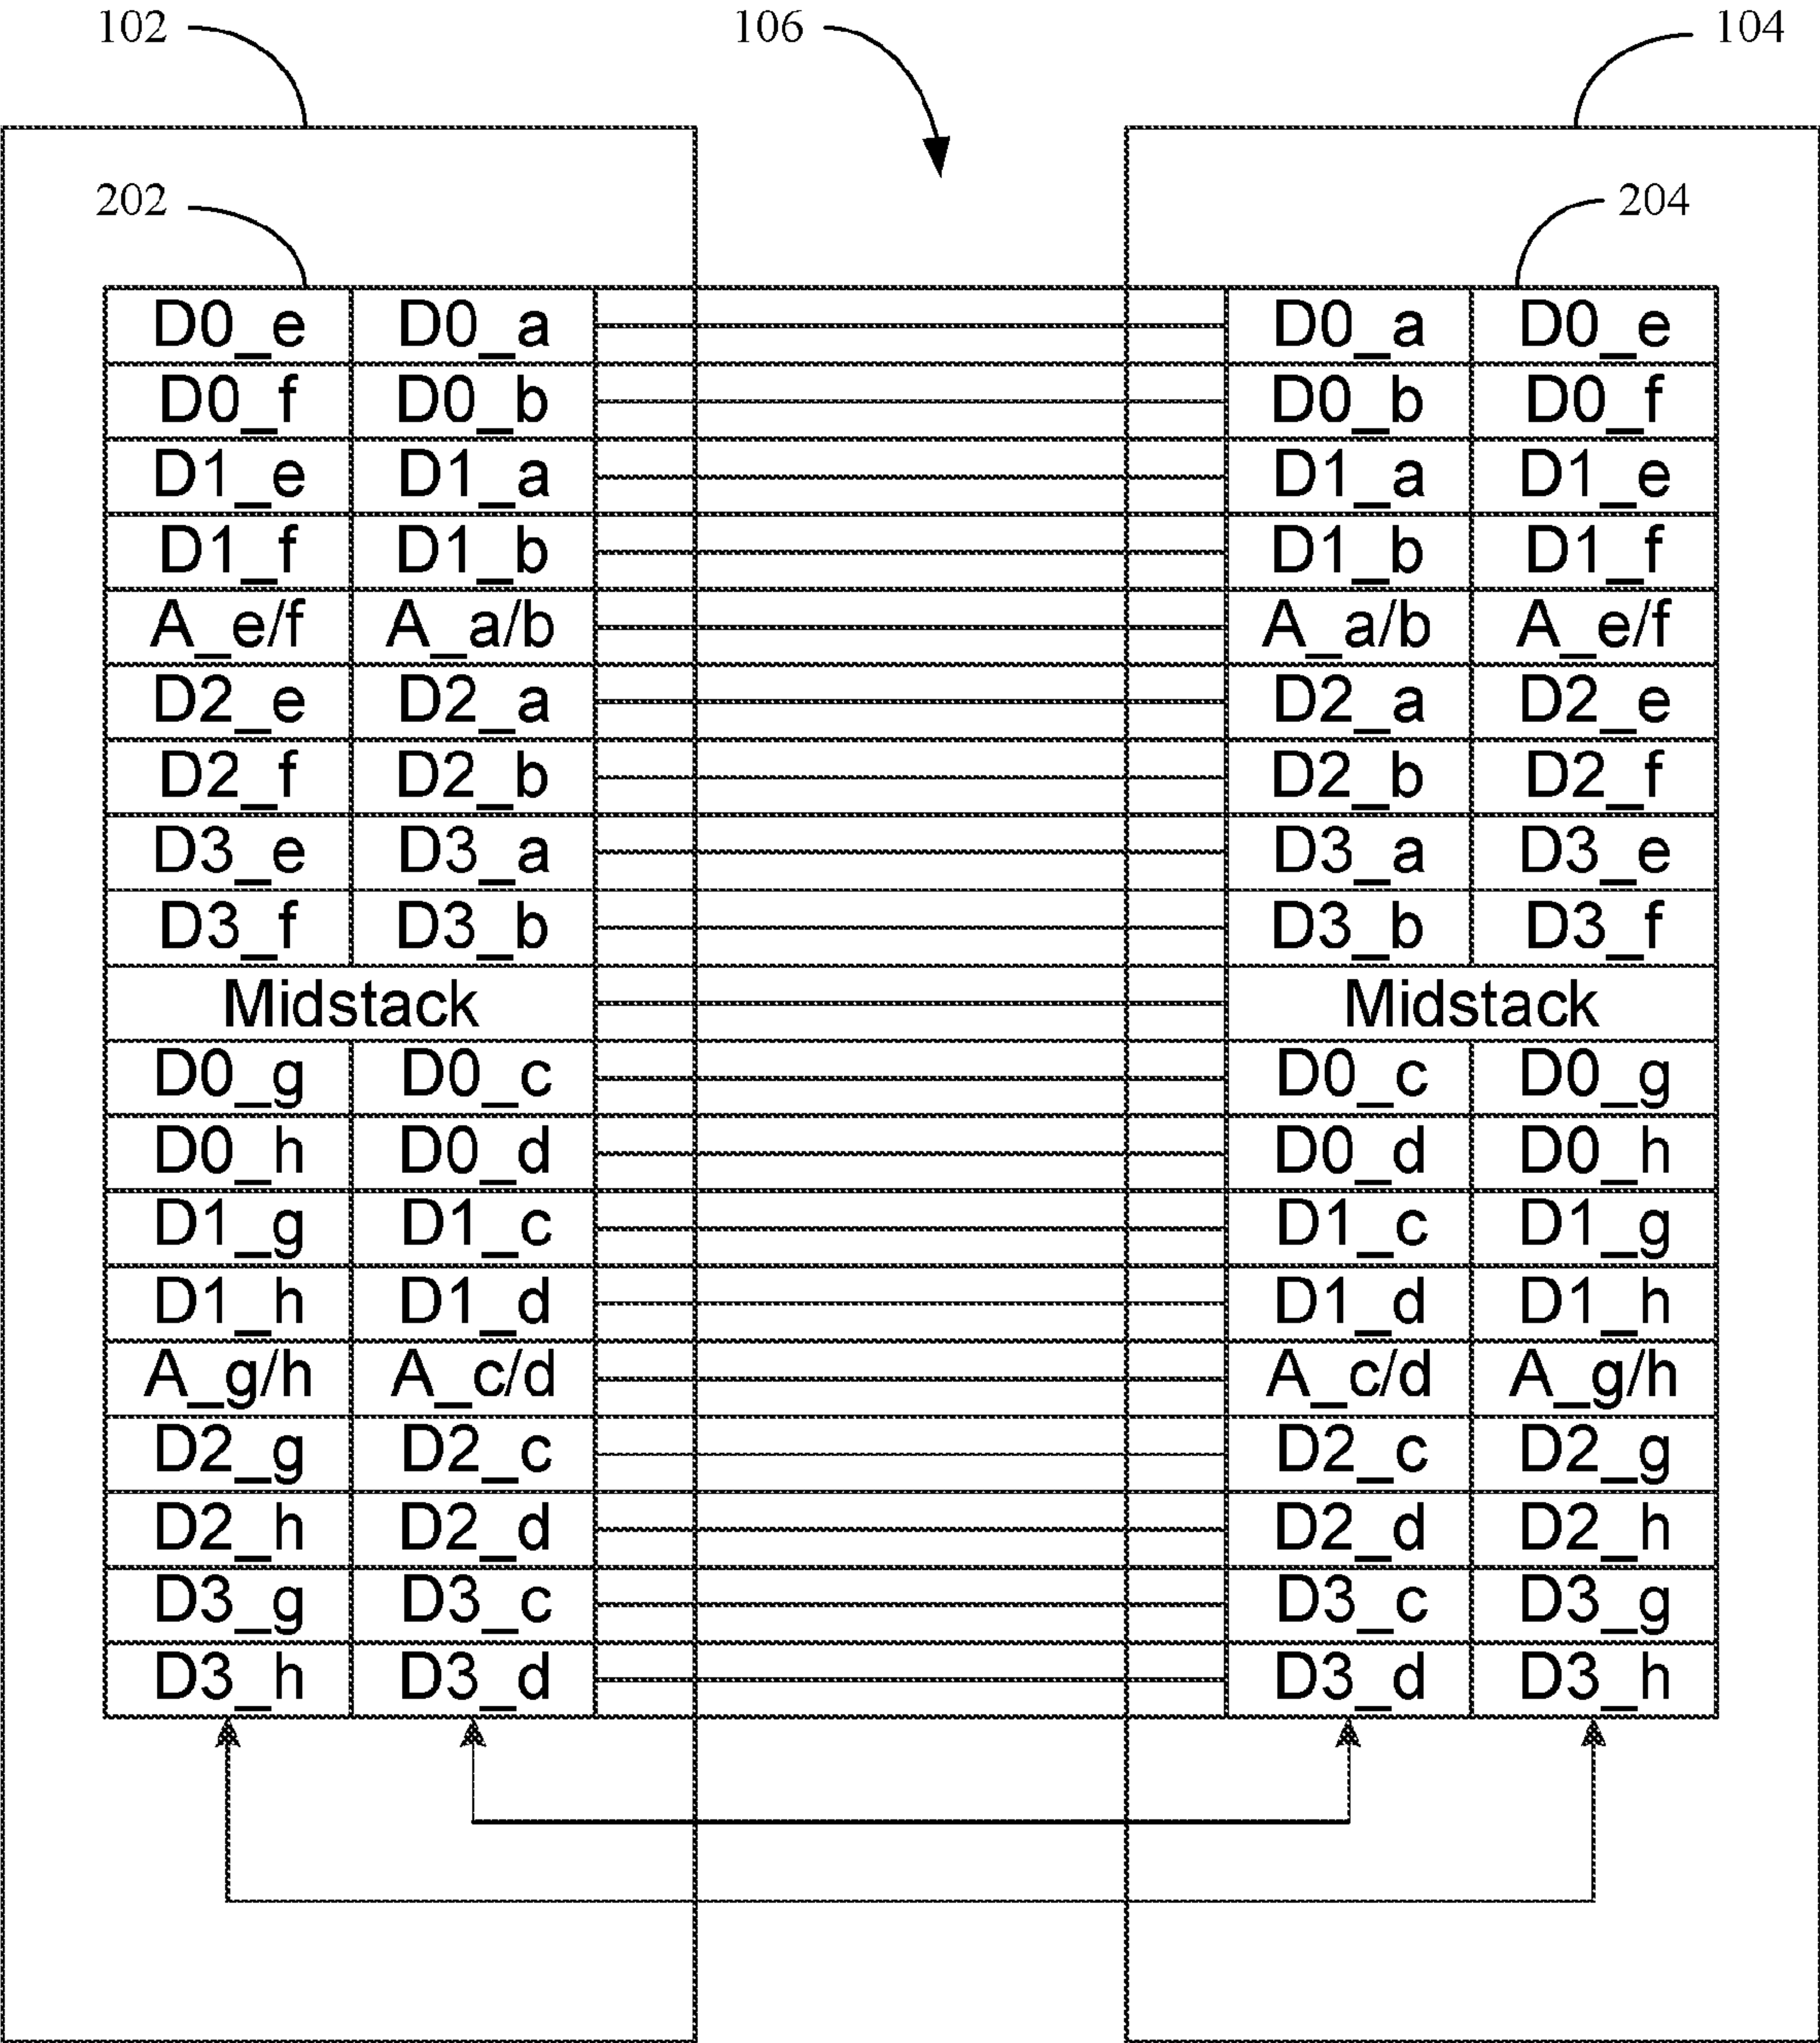 102 106 104
202 204
D0_e D0_a D0_a D0_e
D0_f D0_b D0_b D0_f
D1_e D1_a D1_a D1_e
D1_f D1_b D1_b D1_f
A_e/f A_a/b A_a/b A_e/f
D2_e D2_a D2_a D2_e
D2_f D2_b D2_b D2_f
D3_e D3_a D3_a D3_e
D3_f D3_b D3_b D3_f
Midstack Midstack
D0_g D0_c D0_c D0_g
D0_h D0_d D0_d D0_h
D1_g D1_c D1_c D1_g
D1_h D1_d D1_d D1_h
A_g/h A_c/d A_c/d A_g/h
D2_g D2_c D2_c D2_g
D2_h D2_d D2_d D2_h
D3_g D3_c D3_c D3_g
D3_h D3_d D3_d D3_h